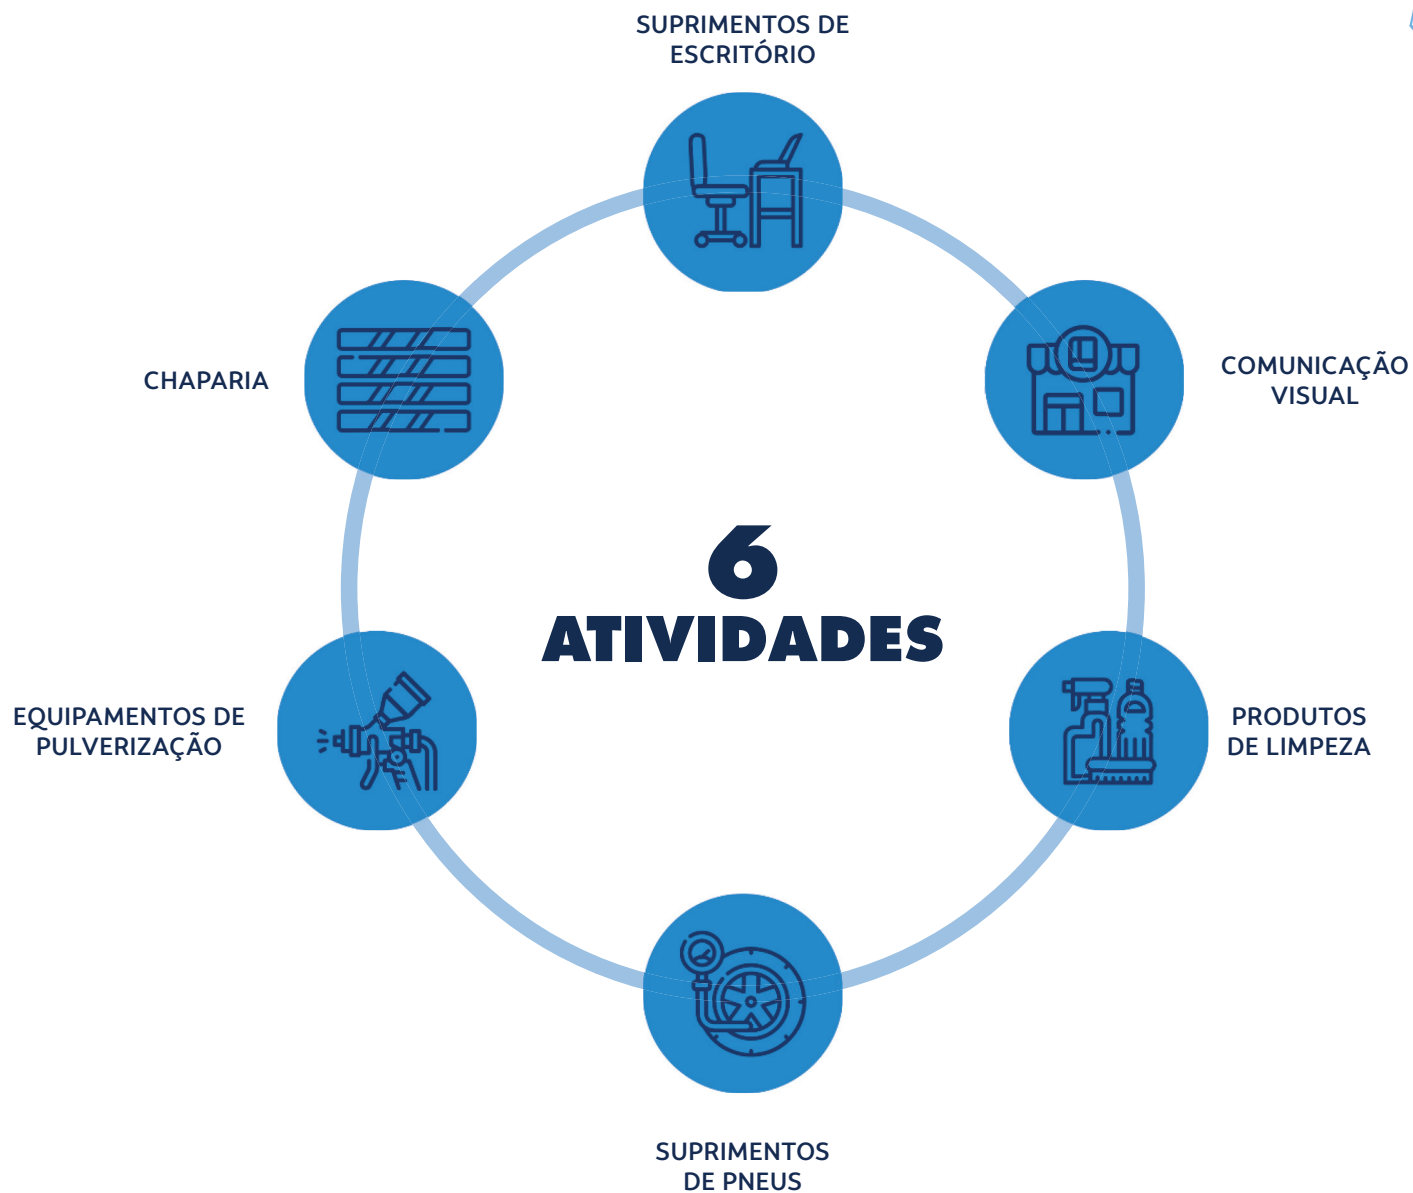 SUPRIMENTOS DE
ESCRITÓRIO
COMUNICAÇÃO
VISUAL
CHAPARIA
6
ATIVIDADES
EQUIPAMENTOS DE
PULVERIZAÇÃO
PRODUTOS
DE LIMPEZA
SUPRIMENTOS
DE PNEUS